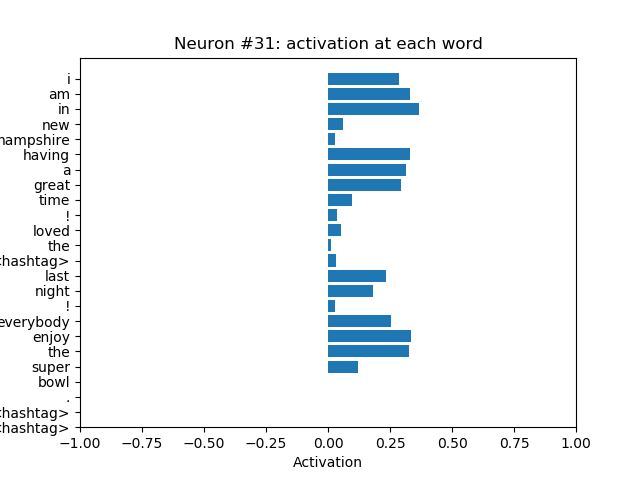 Neuron #31: activation at each word
i
am
in
new
hampshire
having
a
great
time
!
loved
the
hashtag>
last
night
!
everybody
enjoy
the
super
bowl
.
hashtag>
hashtag>
−1.00 −0.75 −0.50 −0.25 0.00 0.25 0.50 0.75 1.00
Activation